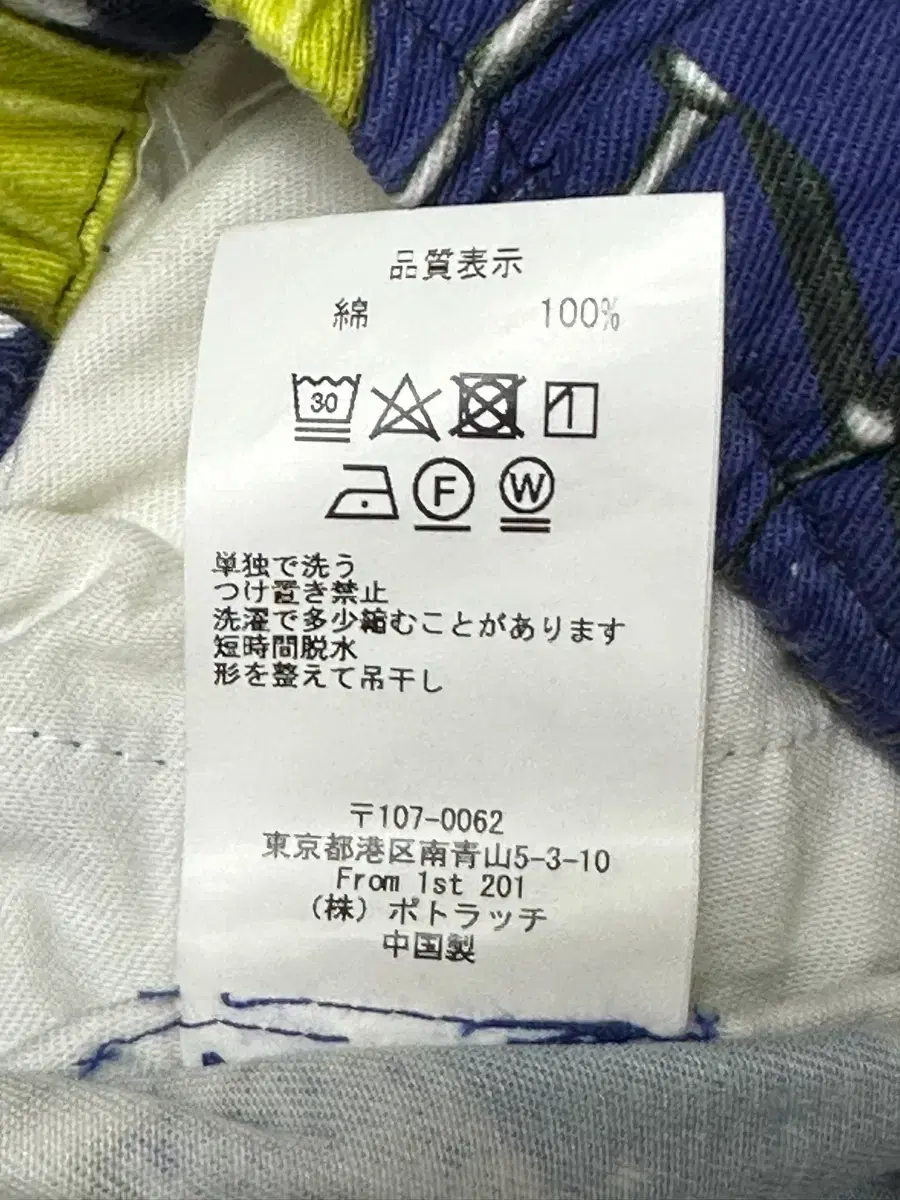 品質表示
綿 100%
30
F W
単独で洗う
つけ置き禁止
洗濯で多少縮むことがあります
短時間脱水
形を整えて吊干し
〒107-0062
東京都港区南青山5-3-10
From 1st 201
（株）ポトラッチ
中国製